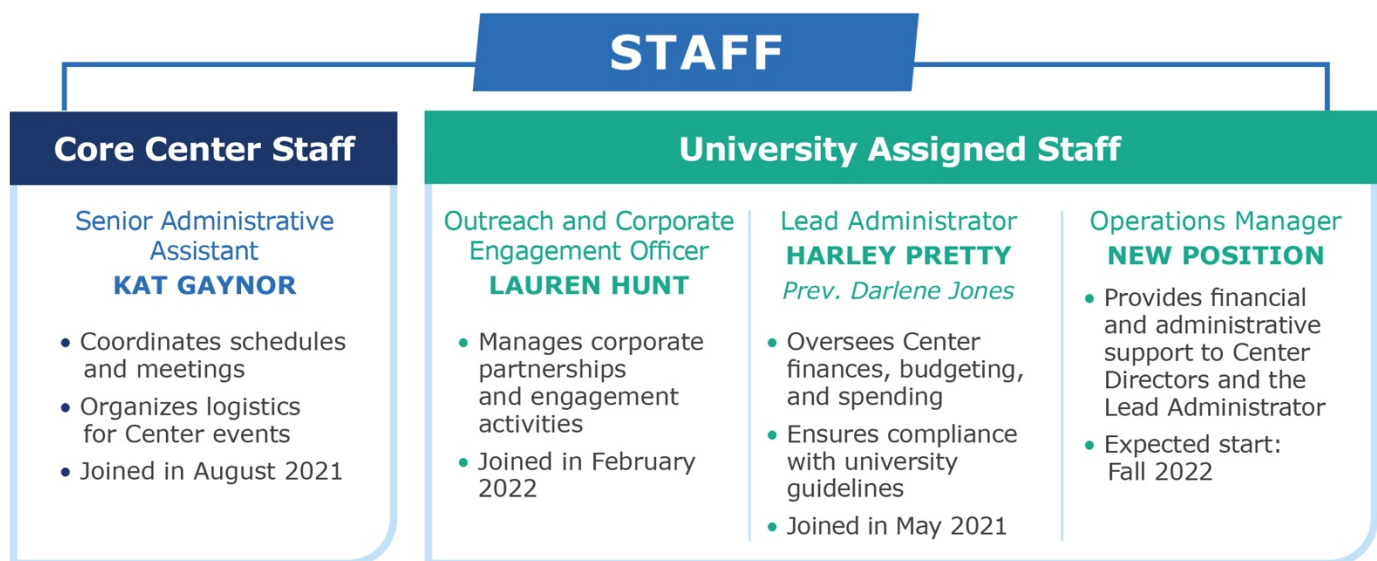 STAFF
Core Center Staff
Senior Administrative
Assistant
KAT GAYNOR
• Coordinates schedules
and meetings
• Organizes logistics
for Center events
• Joined in August 2021
University Assigned Staff
Outreach and Corporate
Engagement Officer
LAUREN HUNT
• Manages corporate
partnerships
and engagement
activities
• Joined in February
2022
Lead Administrator
HARLEY PRETTY
Prev. Darlene Jones
• Oversees Center
finances, budgeting,
and spending
• Ensures compliance
with university
guidelines
• Joined in May 2021
Operations Manager
NEW POSITION
• Provides financial
and administrative
support to Center
Directors and the
Lead Administrator
• Expected start:
Fall 2022